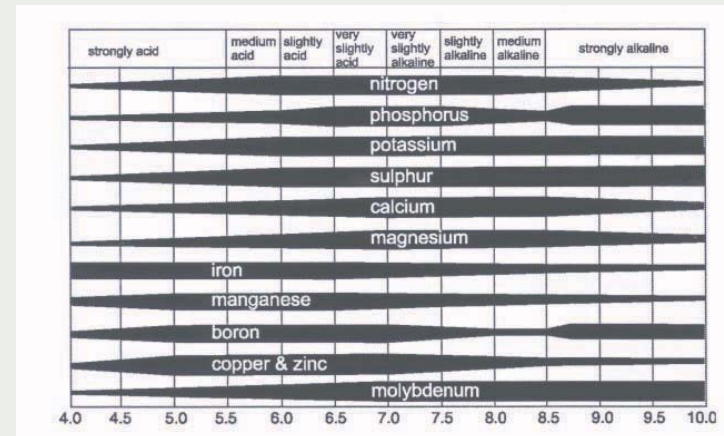 strongly acid
medium
acid
slightly
acid
very
slightly
acid
very
slightly
alkaline
slightly
alkaline
medium
alkaline
strongly alkaline
nitrogen
phosphorus
potassium
sulphur
calcium
magnesium
iron
manganese
boron
copper & zinc
molybdenum
4.0 4.5 5.0 5.5 6.0 6.5 7.0 7.5 8.0 8.5 9.0 9.5 10.0